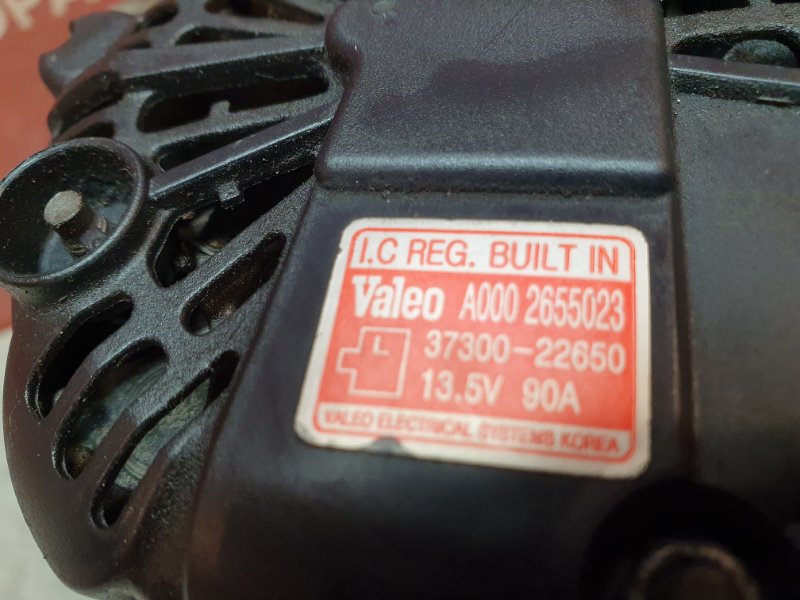 I.C REG. BUILT IN
Valeo A000 2655023
37300-22650
13.5V 90A
VALEO ELECTRICAL SYSTEMS KOREA